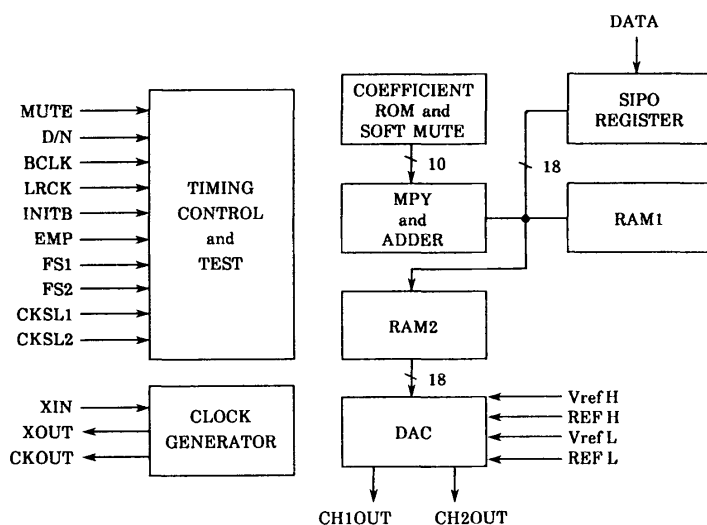 DATA
MUTE
D/N
BCLK
LRCK
INITB
EMP
FS1
FS2
CKSL1
CKSL2
TIMING
CONTROL
and
TEST
COEFFICIENT
ROM and
SOFT MUTE
10
MPY
and
ADDER
SIPO
REGISTER
18
RAM1
RAM2
18
XIN
XOUT
CKOUT
CLOCK
GENERATOR
DAC
Vref H
REF H
Vref L
REF L
CH1OUT
CH2OUT